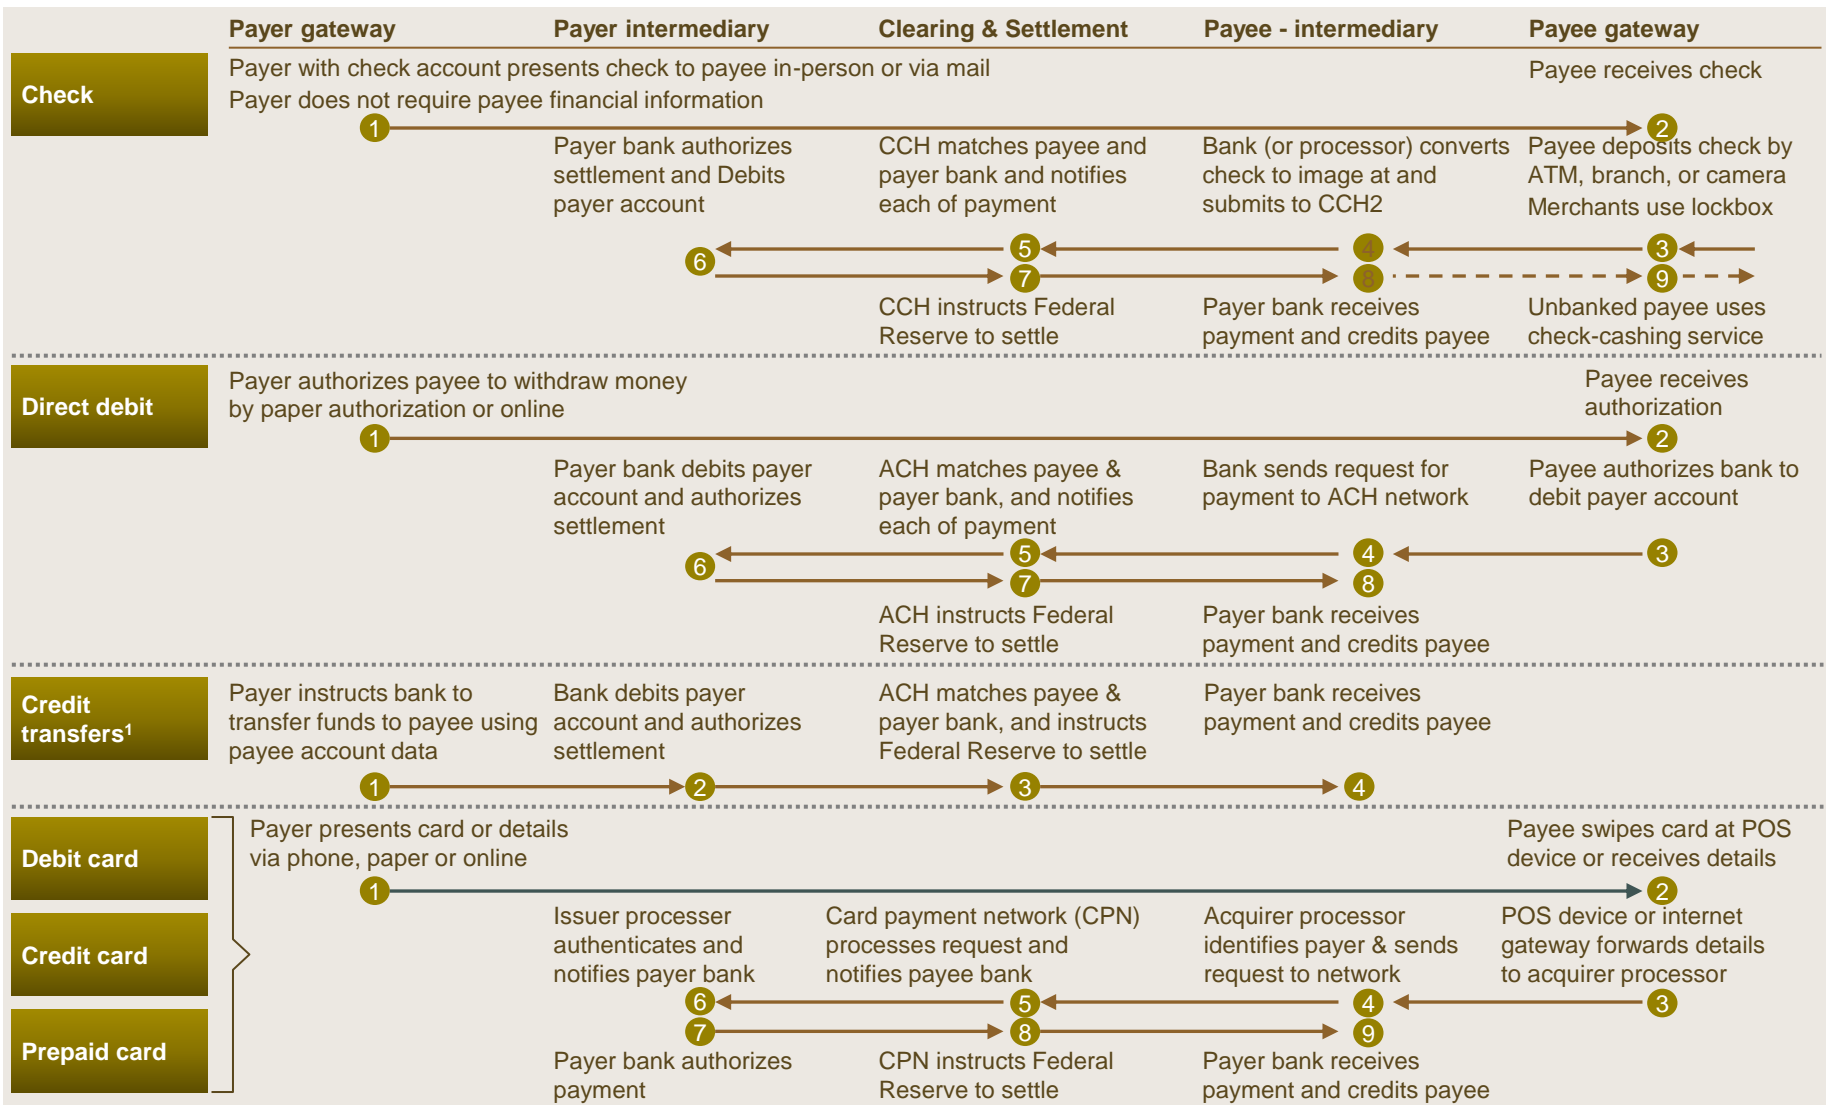 Payer gateway
Payer intermediary
Clearing & Settlement
Payee - intermediary
Payee gateway
Check
Payer with check account presents check to payee in-person or via mail
Payer does not require payee financial information
Payee receives check
1
2
Payer bank authorizes
settlement and Debits
payer account
CCH matches payee and
payer bank and notifies
each of payment
Bank (or processor) converts
check to image at and
submits to CCH2
Payee deposits check by
ATM, branch, or camera
Merchants use lockbox
6
5
4
3
7
8
9
CCH instructs Federal
Reserve to settle
Payer bank receives
payment and credits payee
Unbanked payee uses
check-cashing service
Direct debit
Payer authorizes payee to withdraw money
by paper authorization or online
Payee receives
authorization
1
2
Payer bank debits payer
account and authorizes
settlement
ACH matches payee &
payer bank, and notifies
each of payment
Bank sends request for
payment to ACH network
Payee authorizes bank to
debit payer account
6
5
4
3
7
8
ACH instructs Federal
Reserve to settle
Payer bank receives
payment and credits payee
Credit
transfers1
Payer instructs bank to
transfer funds to payee using
payee account data
Bank debits payer
account and authorizes
settlement
ACH matches payee &
payer bank, and instructs
Federal Reserve to settle
Payer bank receives
payment and credits payee
1
2
3
4
Debit card
Credit card
Prepaid card
Payer presents card or details
via phone, paper or online
Payee swipes card at POS
device or receives details
1
2
Issuer processer
authenticates and
notifies payer bank
Card payment network (CPN)
processes request and
notifies payee bank
Acquirer processor
identifies payer & sends
request to network
POS device or internet
gateway forwards details
to acquirer processor
6
5
4
3
7
8
9
Payer bank authorizes
payment
CPN instructs Federal
Reserve to settle
Payer bank receives
payment and credits payee